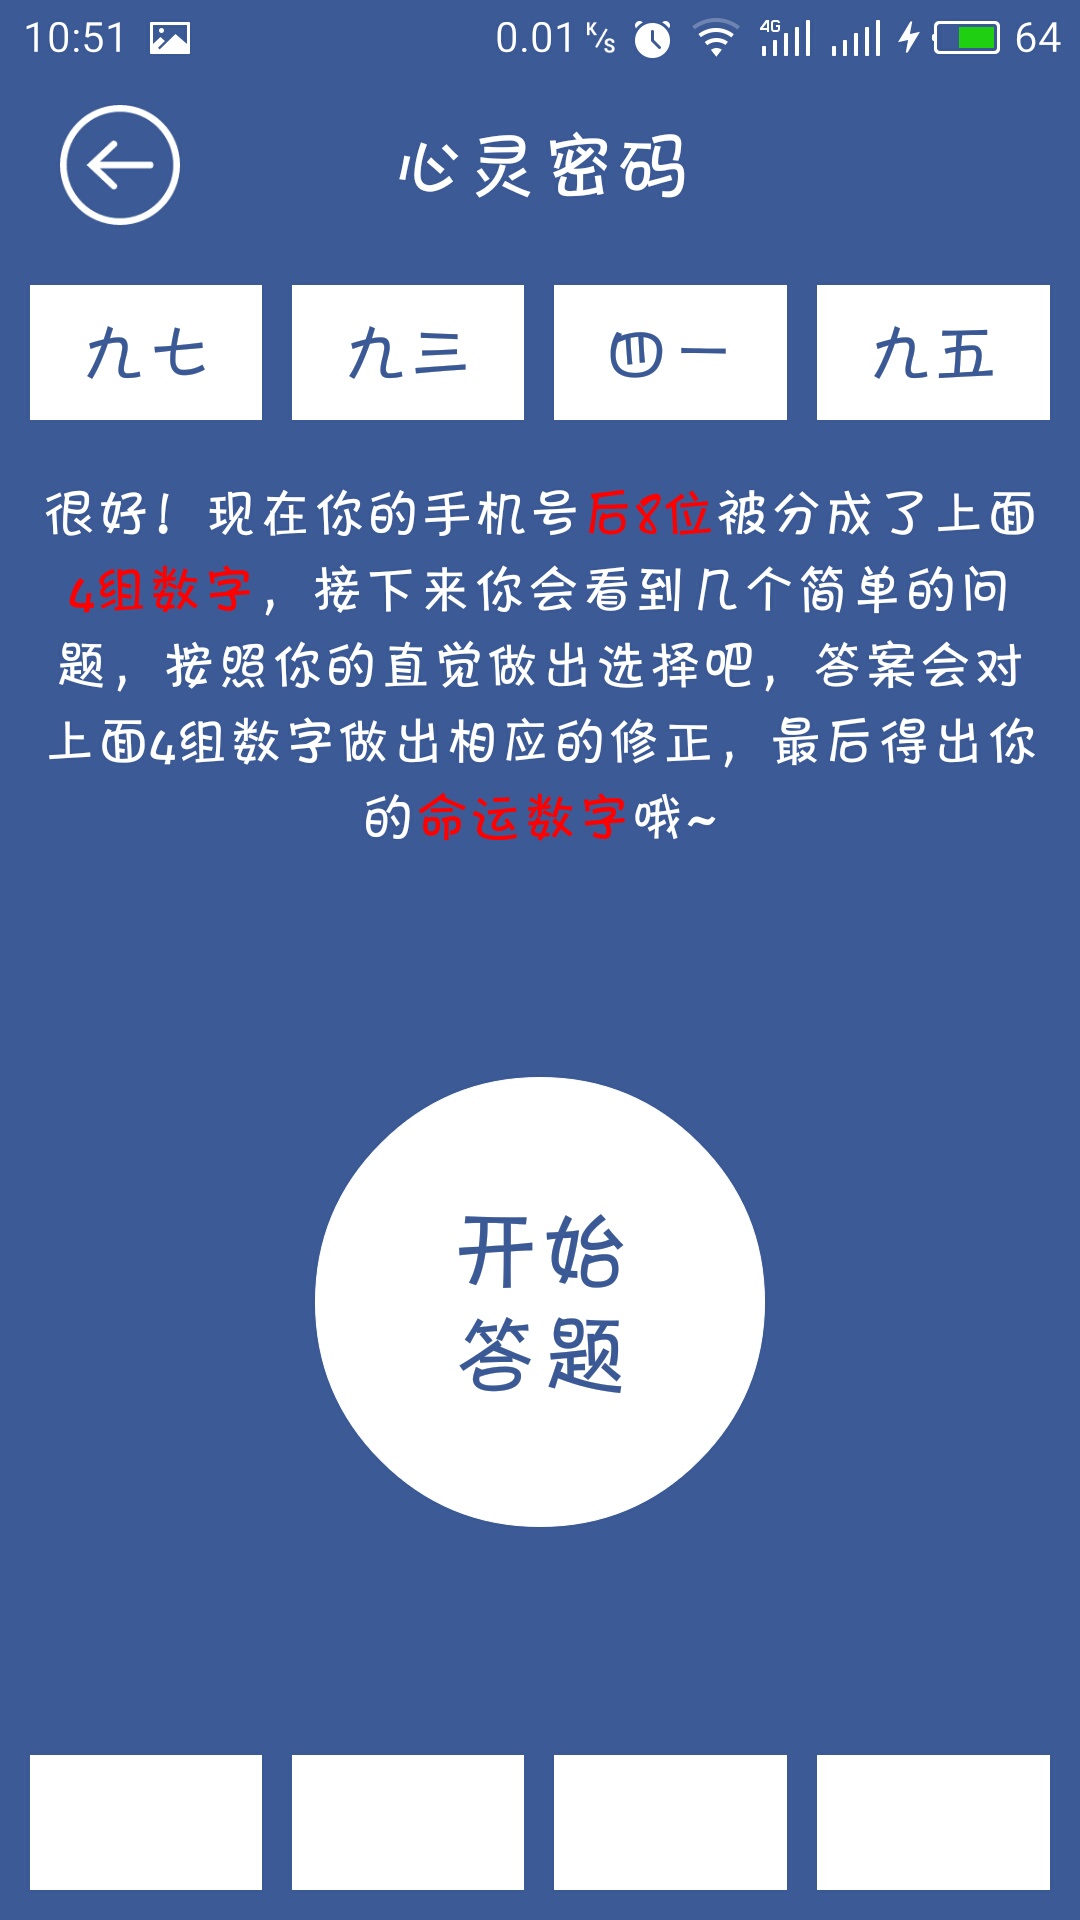 10:51 0.01 K/s 4G 64
心灵密码
九七 九三 四一 九五
很好！现在你的手机号后8位被分成了上面
4组数字，接下来你会看到几个简单的问
题，按照你的直觉做出选择吧，答案会对
上面4组数字做出相应的修正，最后得出你
的命运数字哦~
开始
答题